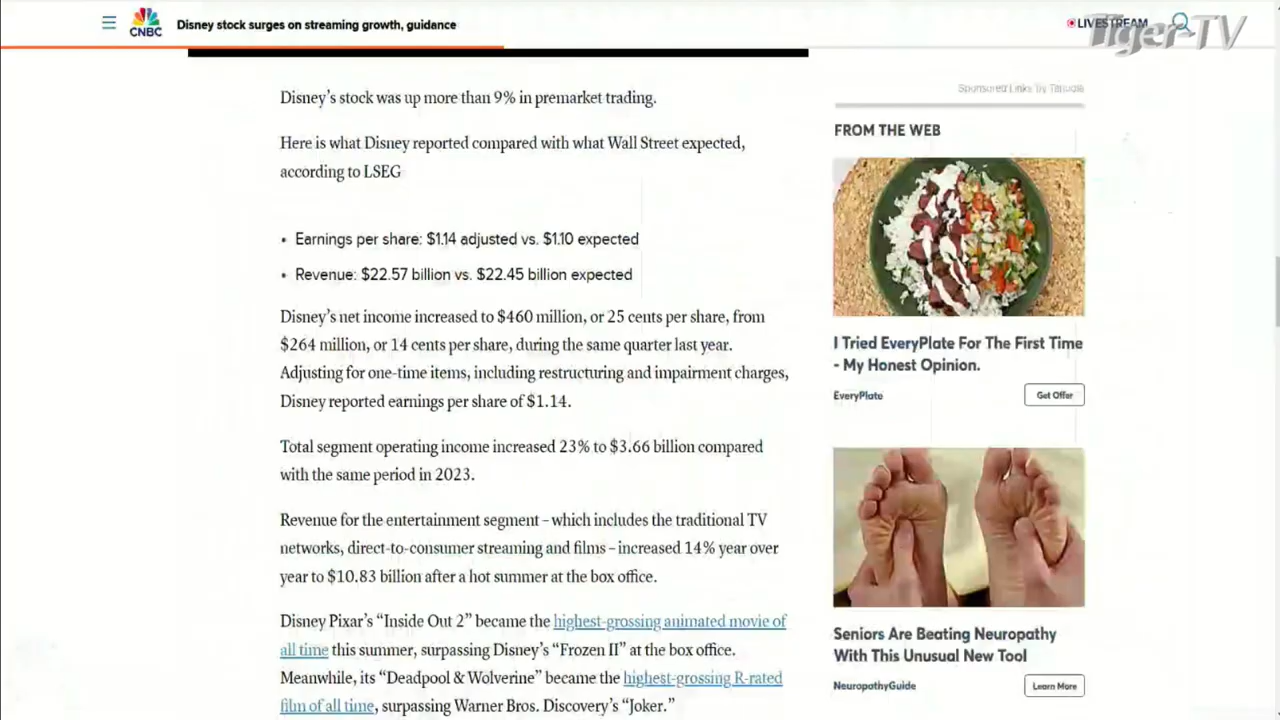 CNBC
Disney stock surges on streaming growth, guidance
LIVESTREAM
Tiger-TV
Disney's stock was up more than 9% in premarket trading.
Here is what Disney reported compared with what Wall Street expected,
according to LSEG
• Earnings per share: $1.14 adjusted vs. $1.10 expected
• Revenue: $22.57 billion vs. $22.45 billion expected
Disney's net income increased to $460 million, or 25 cents per share, from
$264 million, or 14 cents per share, during the same quarter last year.
Adjusting for one-time items, including restructuring and impairment charges,
Disney reported earnings per share of $1.14.
Total segment operating income increased 23% to $3.66 billion compared
with the same period in 2023.
Revenue for the entertainment segment – which includes the traditional TV
networks, direct-to-consumer streaming and films – increased 14% year over
year to $10.83 billion after a hot summer at the box office.
Disney Pixar's “Inside Out 2” became the highest-grossing animated movie of
all time this summer, surpassing Disney's “Frozen II” at the box office.
Meanwhile, its “Deadpool & Wolverine” became the highest-grossing R-rated
film of all time, surpassing Warner Bros. Discovery's “Joker.”
Sponsored Links by Taboola
FROM THE WEB
I Tried EveryPlate For The First Time
- My Honest Opinion.
EveryPlate
Get Offer
Seniors Are Beating Neuropathy
With This Unusual New Tool
NeuropathyGuide
Learn More